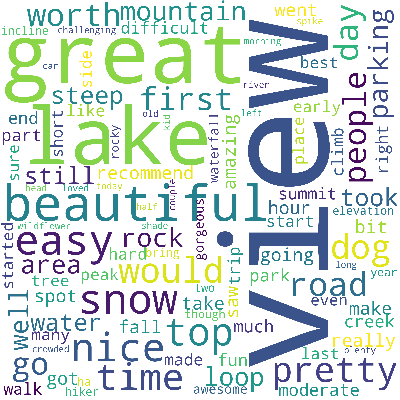 worth mountain went spike
incline challenging difficult morning
great side car river best day
steep first early parking
end like old left place people
part short rocky kid climb right
lake waterfall amazing
sure recommend
still summit took
head loved today half couple hour elevation
beautiful view
wildflower shade gorgeous start
easy rock would dog bit
started area hard bring trip going long year
tree peak saw park road
well spot snow two even
water take though much make
go many fall top creek
nice made fun last really
crowded got ha time loop plenty
walk hiker awesome moderate pretty